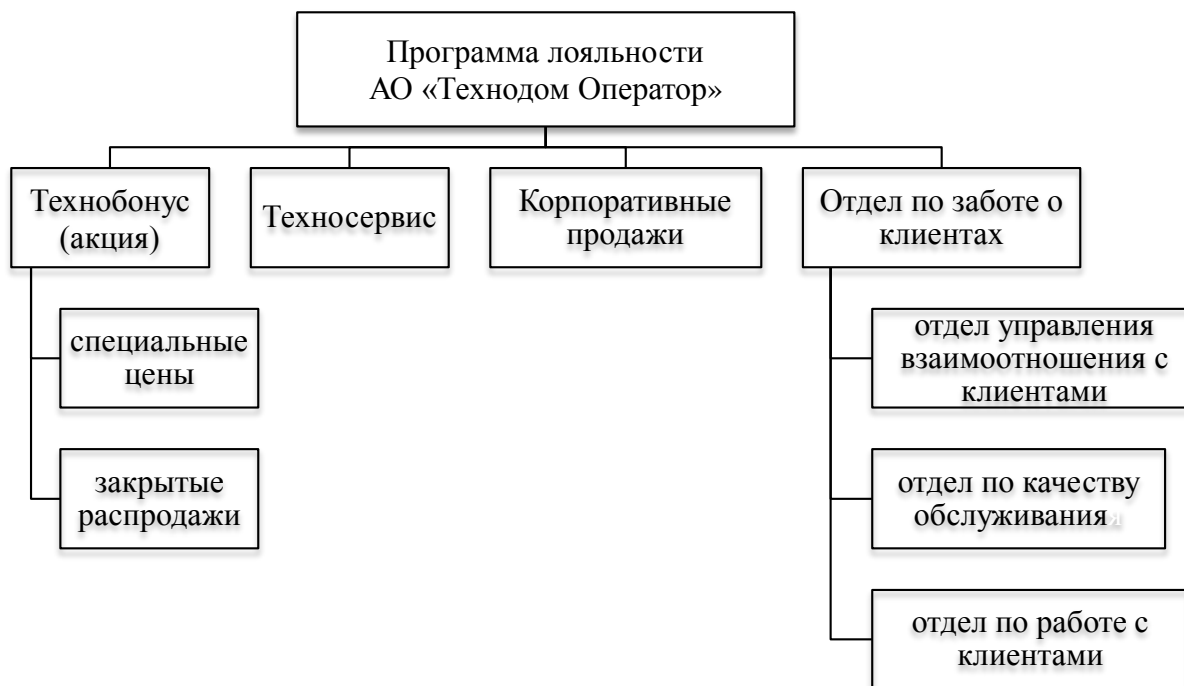 Программа лояльности
АО «Технодом Оператор»
Технобонус
(акция)
Техносервис
Корпоративные
продажи
Отдел по заботе о
клиентах
специальные
цены
закрытые
распродажи
отдел управления
взаимоотношения с
клиентами
отдел по качеству
обслуживания
отдел по работе с
клиентами